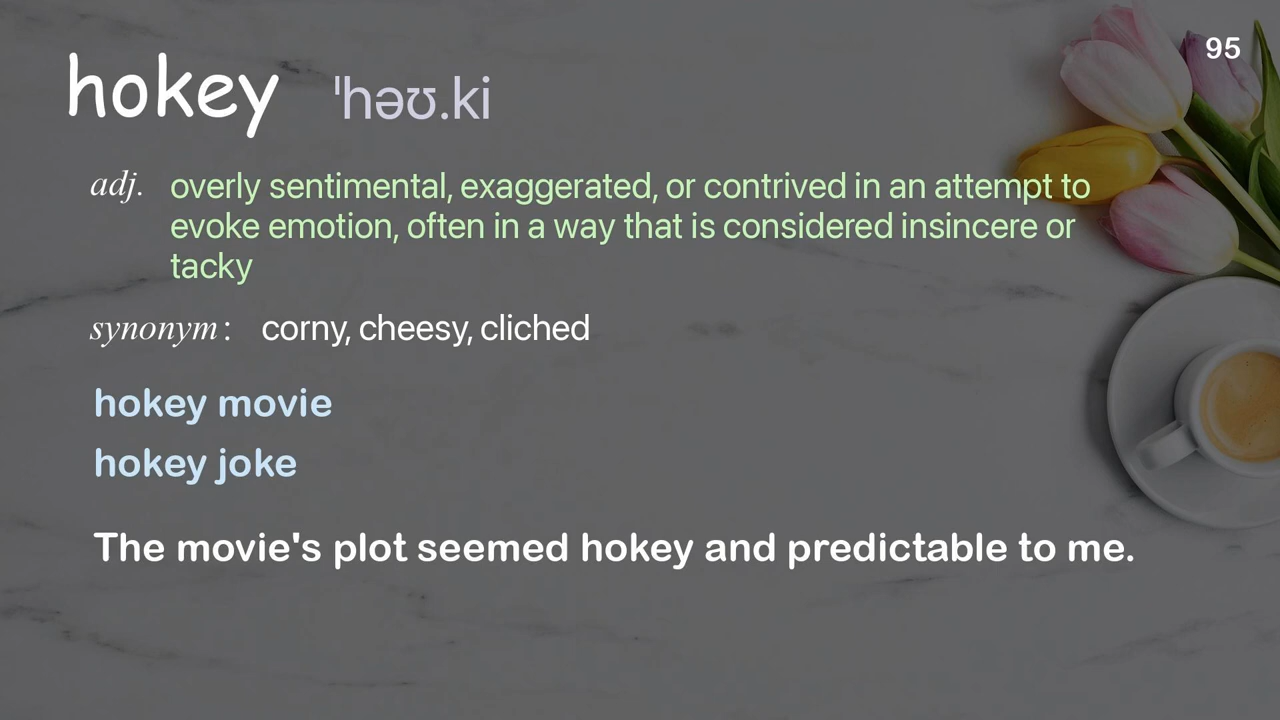 95
hokey ˈhəʊ.ki
adj. overly sentimental, exaggerated, or contrived in an attempt to
evoke emotion, often in a way that is considered insincere or
tacky
synonym: corny, cheesy, cliched
hokey movie
hokey joke
The movie's plot seemed hokey and predictable to me.